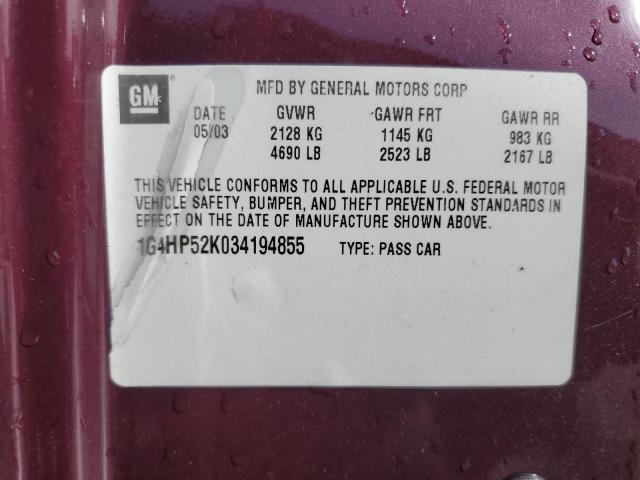 GM
MFD BY GENERAL MOTORS CORP
DATE GVWR GAWR FRT GAWR RR
05/03 2128 KG 1145 KG 983 KG
4690 LB 2523 LB 2167 LB
THIS VEHICLE CONFORMS TO ALL APPLICABLE U.S. FEDERAL MOTOR
VEHICLE SAFETY, BUMPER, AND THEFT PREVENTION STANDARDS IN
EFFECT ON THE DATE OF MANUFACTURE SHOWN ABOVE.
1G4HP52K034194855 TYPE: PASS CAR